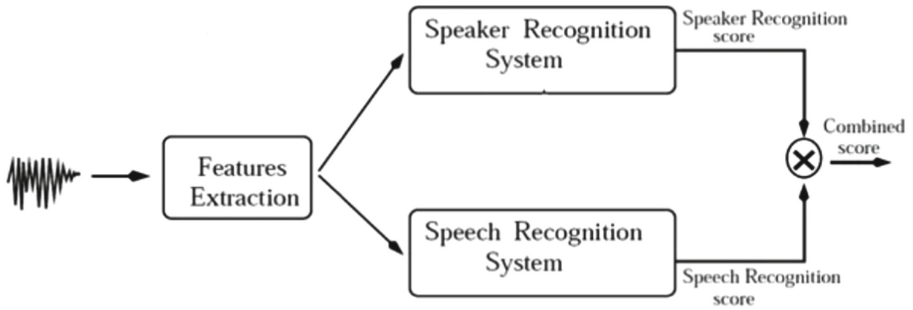 Features
Extraction
Speaker Recognition
System
Speaker Recognition
score
Speech Recognition
System
Speech Recognition
score
Combined
score